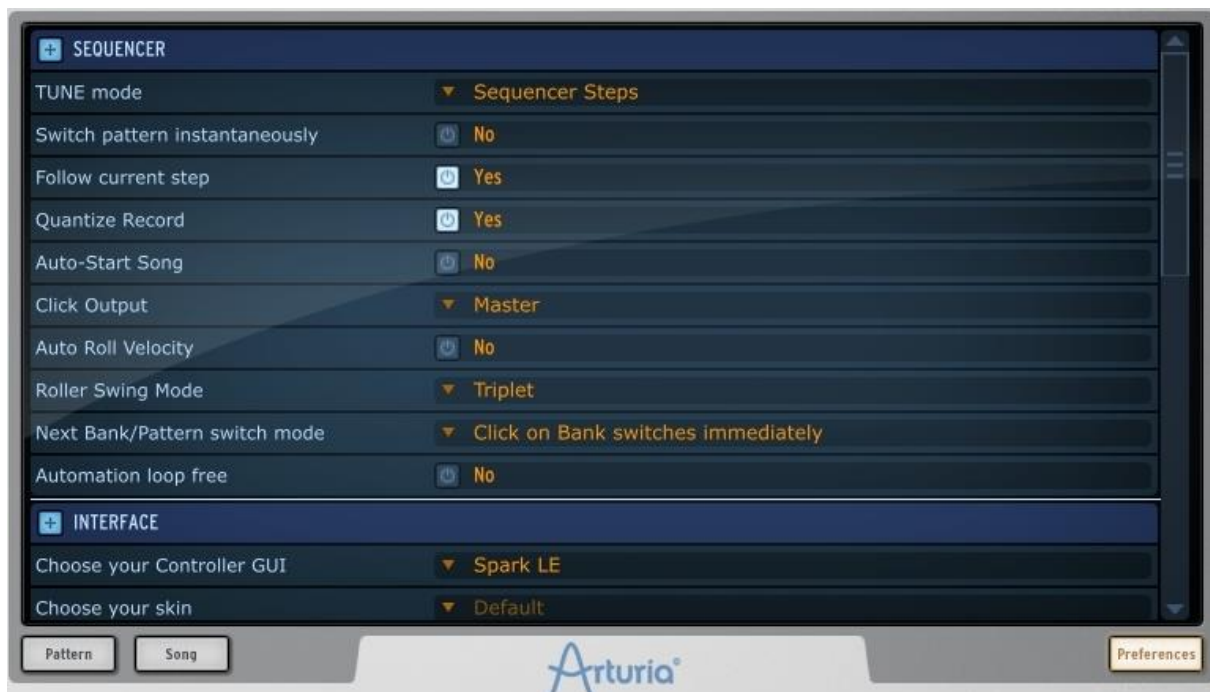 SEQUENCER
TUNE mode Sequencer Steps
Switch pattern instantaneously No
Follow current step Yes
Quantize Record Yes
Auto-Start Song No
Click Output Master
Auto Roll Velocity No
Roller Swing Mode Triplet
Next Bank/Pattern switch mode Click on Bank switches immediately
Automation loop free No
INTERFACE
Choose your Controller GUI Spark LE
Choose your skin Default
Pattern Song Arturia® Preferences